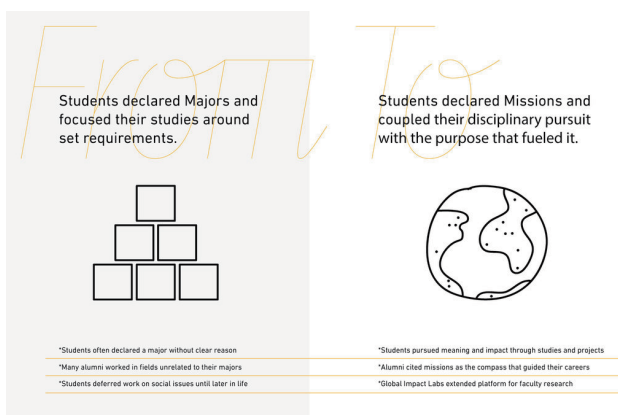 From
Students declared Majors and
focused their studies around
set requirements.
*Students often declared a major without clear reason
*Many alumni worked in fields unrelated to their majors
*Students deferred work on social issues until later in life
To
Students declared Missions and
coupled their disciplinary pursuit
with the purpose that fueled it.
*Students pursued meaning and impact through studies and projects
*Alumni cited missions as the compass that guided their careers
*Global Impact Labs extended platform for faculty research